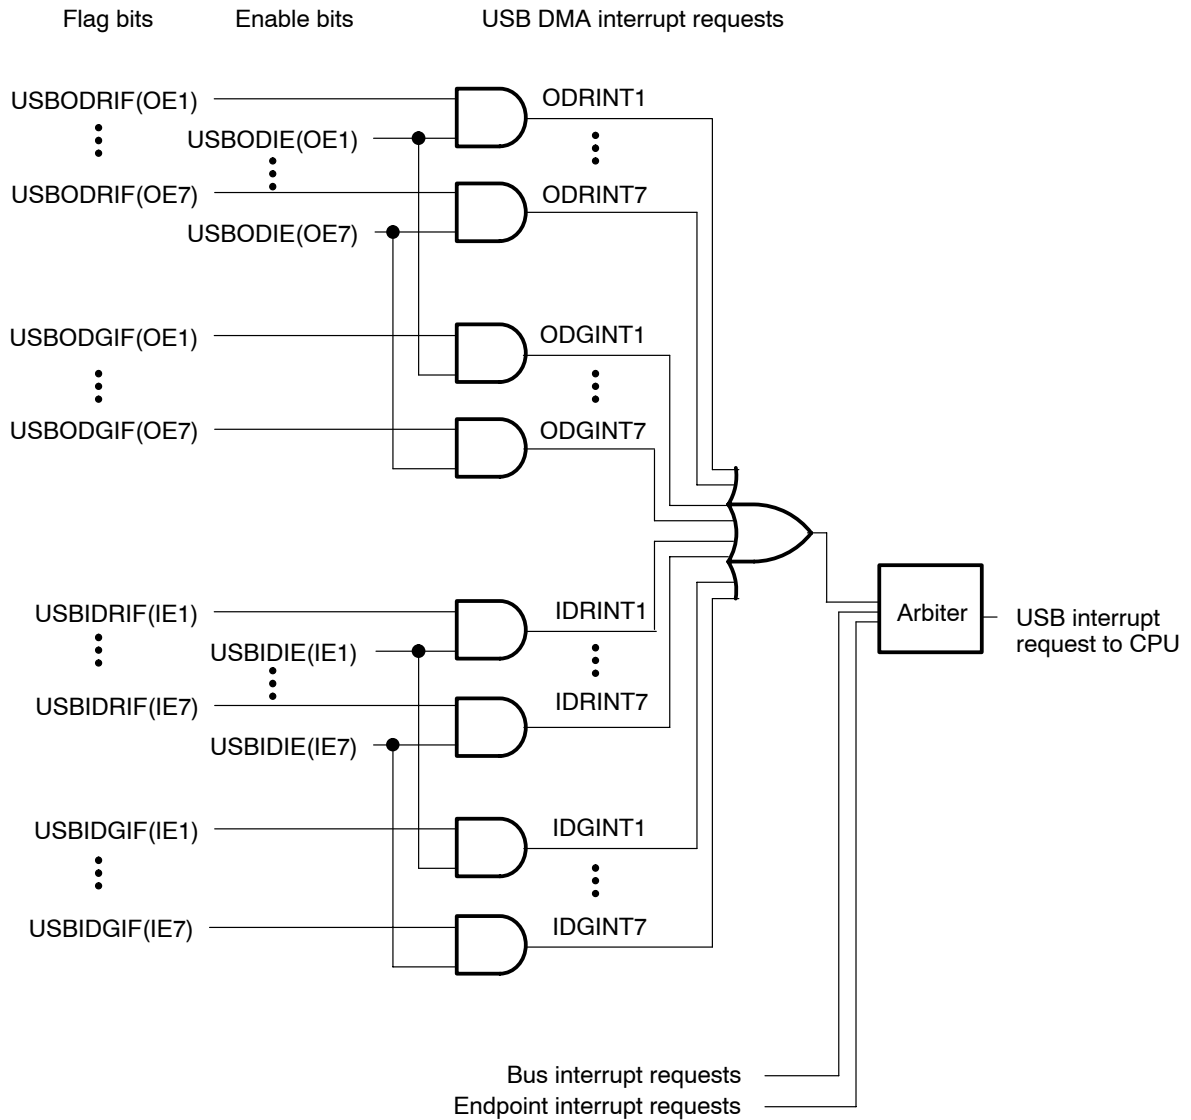 Flag bits
Enable bits
USB DMA interrupt requests
USBODRIF(OE1)
ODRINT1
USBODIE(OE1)
USBODRIF(OE7)
ODRINT7
USBODIE(OE7)
USBODGIF(OE1)
ODGINT1
USBODGIF(OE7)
ODGINT7
USBIDRIF(IE1)
IDRINT1
USBIDIE(IE1)
USBIDRIF(IE7)
IDRINT7
USBIDIE(IE7)
USBIDGIF(IE1)
IDGINT1
USBIDGIF(IE7)
IDGINT7
Arbiter
USB interrupt
request to CPU
Bus interrupt requests
Endpoint interrupt requests